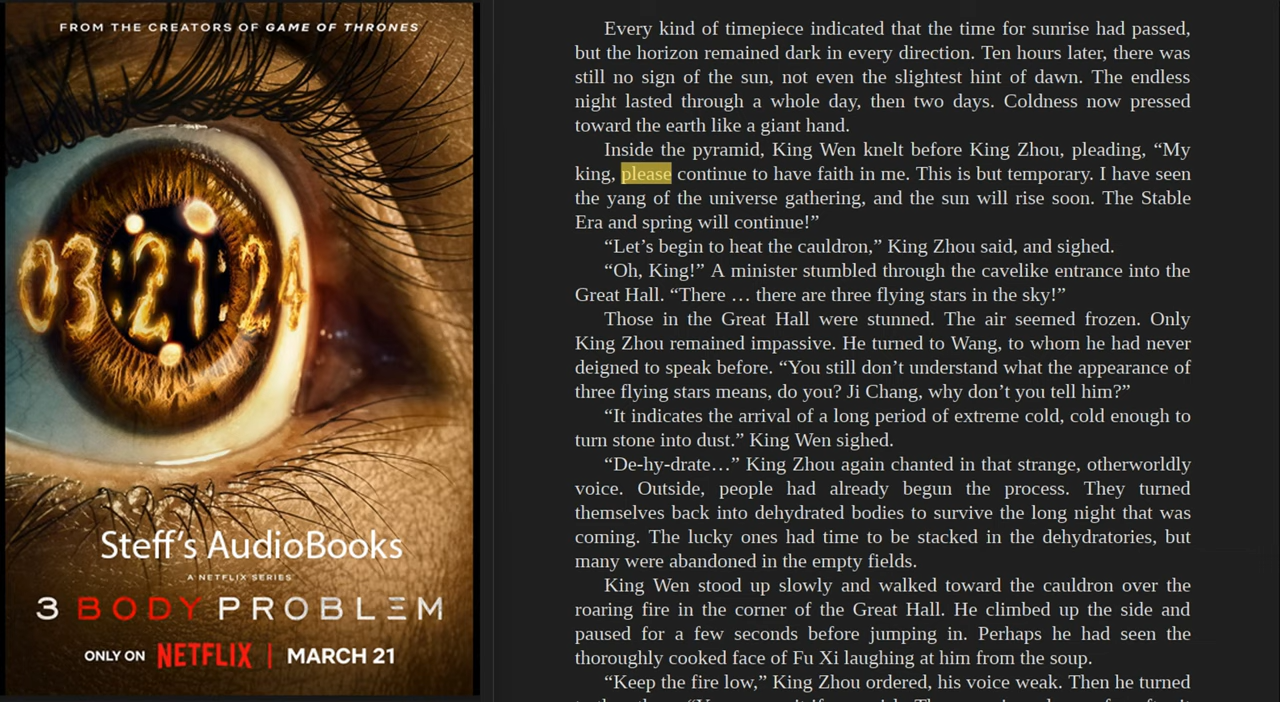 FROM THE CREATORS OF GAME OF THRONES
03:21:24
Steff's AudioBooks
A NETFLIX SERIES
3 BODY PROBLEM
ONLY ON NETFLIX | MARCH 21
Every kind of timepiece indicated that the time for sunrise had passed,
but the horizon remained dark in every direction. Ten hours later, there was
still no sign of the sun, not even the slightest hint of dawn. The endless
night lasted through a whole day, then two days. Coldness now pressed
toward the earth like a giant hand.
Inside the pyramid, King Wen knelt before King Zhou, pleading, “My
king, please continue to have faith in me. This is but temporary. I have seen
the yang of the universe gathering, and the sun will rise soon. The Stable
Era and spring will continue!”
“Let’s begin to heat the cauldron,” King Zhou said, and sighed.
“Oh, King!” A minister stumbled through the cavelike entrance into the
Great Hall. “There … there are three flying stars in the sky!”
Those in the Great Hall were stunned. The air seemed frozen. Only
King Zhou remained impassive. He turned to Wang, to whom he had never
deigned to speak before. “You still don’t understand what the appearance of
three flying stars means, do you? Ji Chang, why don’t you tell him?”
“It indicates the arrival of a long period of extreme cold, cold enough to
turn stone into dust.” King Wen sighed.
“De-hy-drate…” King Zhou again chanted in that strange, otherworldly
voice. Outside, people had already begun the process. They turned
themselves back into dehydrated bodies to survive the long night that was
coming. The lucky ones had time to be stacked in the dehydratories, but
many were abandoned in the empty fields.
King Wen stood up slowly and walked toward the cauldron over the
roaring fire in the corner of the Great Hall. He climbed up the side and
paused for a few seconds before jumping in. Perhaps he had seen the
thoroughly cooked face of Fu Xi laughing at him from the soup.
“Keep the fire low,” King Zhou ordered, his voice weak. Then he turned